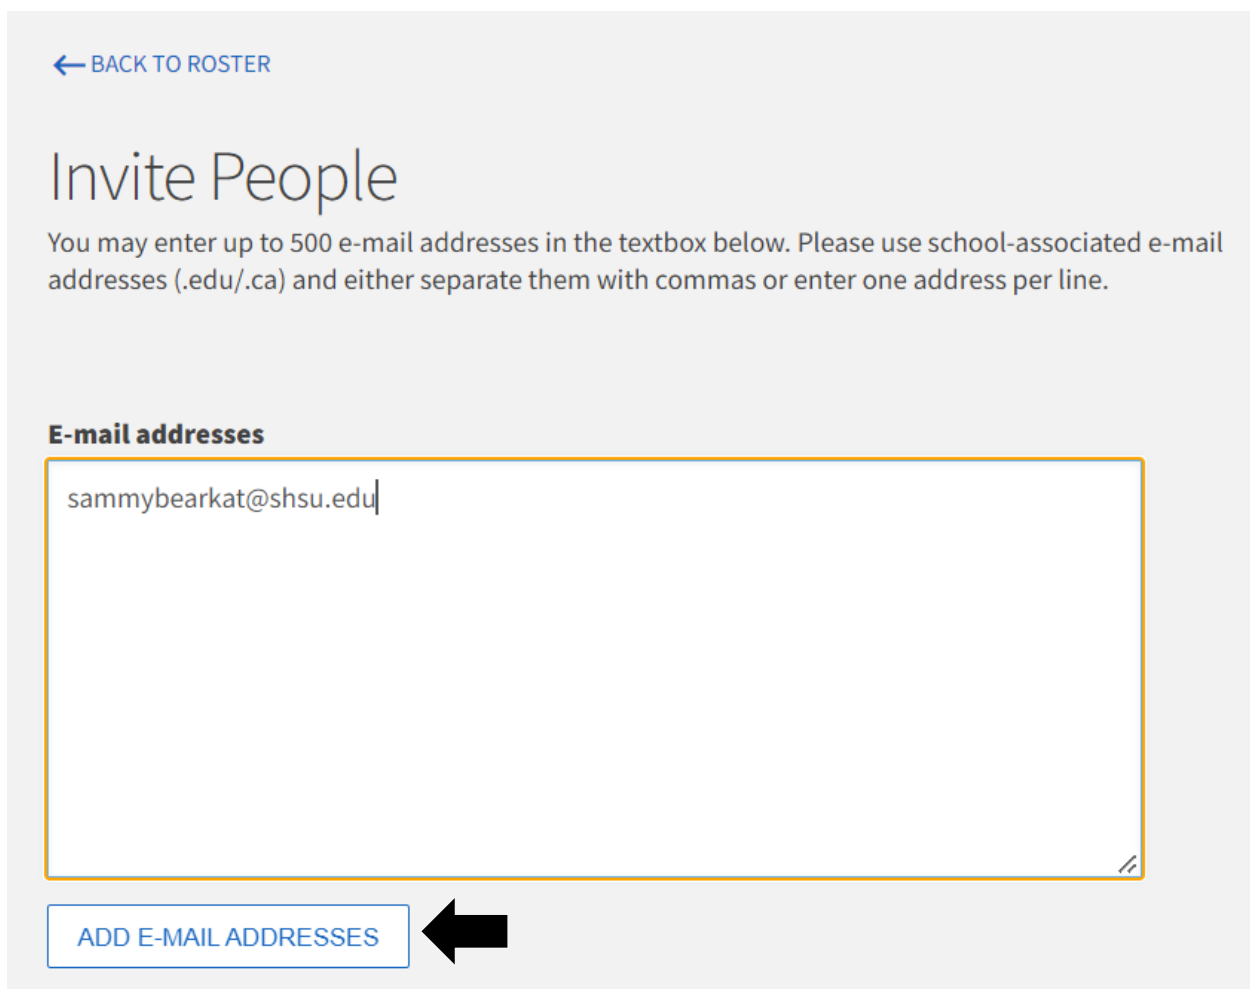 BACK TO ROSTER
Invite People
You may enter up to 500 e-mail addresses in the textbox below. Please use school-associated e-mail
addresses (.edu/.ca) and either separate them with commas or enter one address per line.
E-mail addresses
sammybearkat@shsu.edu
ADD E-MAIL ADDRESSES